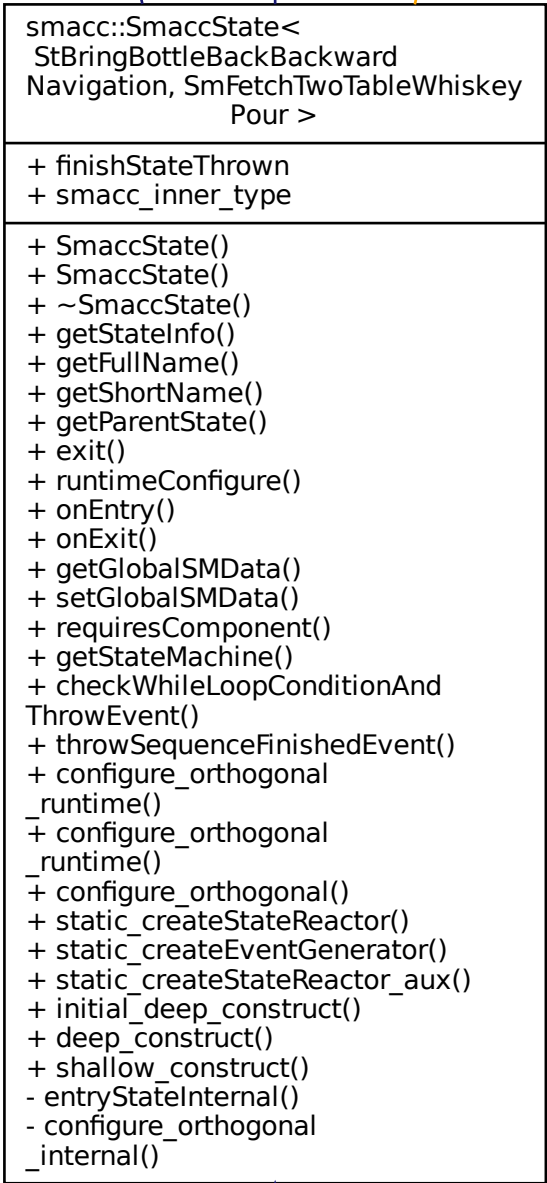 smacc::SmaccState<
StBringBottleBackBackward
Navigation, SmFetchTwoTableWhiskey
Pour >
+ finishStateThrown
+ smacc_inner_type
+ SmaccState()
+ SmaccState()
+ ~SmaccState()
+ getStateInfo()
+ getFullName()
+ getShortName()
+ getParentState()
+ exit()
+ runtimeConfigure()
+ onEntry()
+ onExit()
+ getGlobalSMData()
+ setGlobalSMData()
+ requiresComponent()
+ getStateMachine()
+ checkWhileLoopConditionAnd
ThrowEvent()
+ throwSequenceFinishedEvent()
+ configure_orthogonal
_runtime()
+ configure_orthogonal
_runtime()
+ configure_orthogonal()
+ static_createStateReactor()
+ static_createEventGenerator()
+ static_createStateReactor_aux()
+ initial_deep_construct()
+ deep_construct()
+ shallow_construct()
- entryStateInternal()
- configure_orthogonal
_internal()